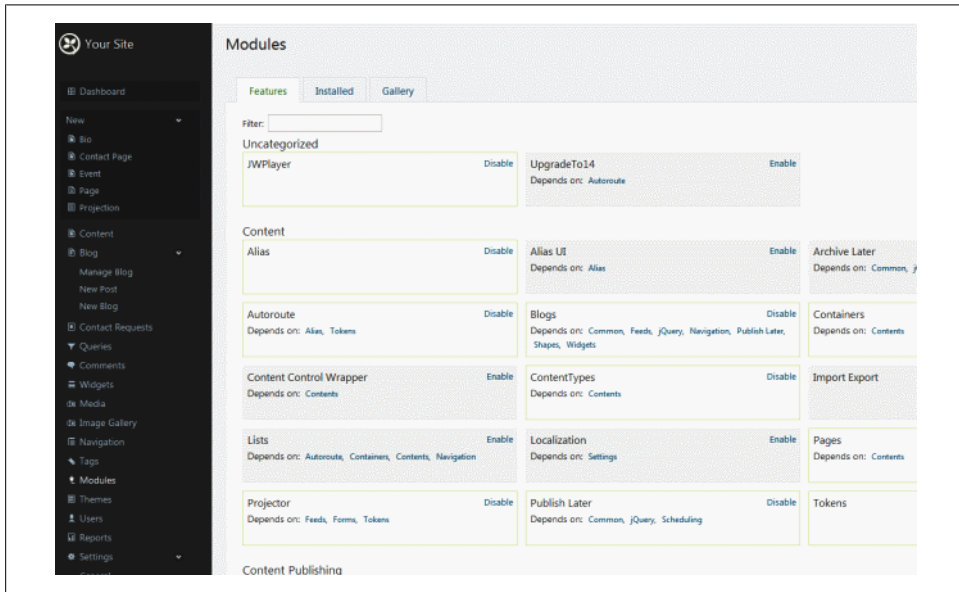 Your Site
Dashboard
New
Bio
Contact Page
Event
Page
Projection
Content
Blog
Manage Blog
New Post
New Blog
Contact Requests
Queries
Comments
Widgets
Media
Image Gallery
Navigation
Tags
Modules
Themes
Users
Reports
Settings
Modules
Features Installed Gallery
Filter:
Uncategorized
JWPlayer Disable
UpgradeTo14 Enable
Depends on: Autoroute
Content
Alias Disable
Alias UI Enable
Depends on: Alias
Archive Later
Depends on: Common,
Autoroute Disable
Depends on: Alias, Tokens
Blogs Disable
Depends on: Common, Feeds, jQuery, Navigation, Publish Later,
Shapes, Widgets
Containers
Depends on: Contents
Content Control Wrapper Enable
Depends on: Contents
ContentTypes Disable
Depends on: Contents
Import Export
Lists Enable
Depends on: Autoroute, Containers, Contents, Navigation
Localization Enable
Depends on: Settings
Pages
Depends on: Contents
Projector Disable
Depends on: Feeds, Forms, Tokens
Publish Later Disable
Depends on: Common, jQuery, Scheduling
Tokens
Content Publishing